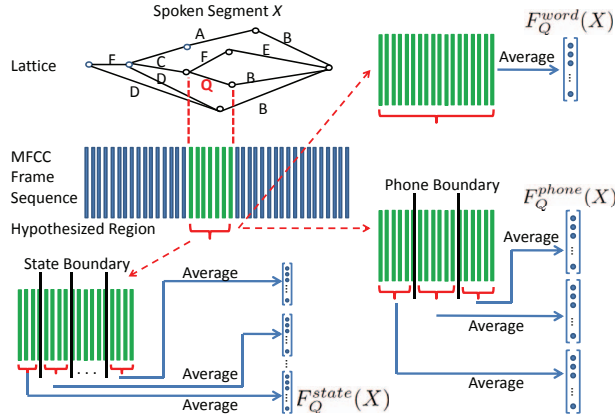 Spoken Segment X
Lattice
F
D
C
D
A
F
Q
B
E
B
B
MFCC
Frame
Sequence
Hypothesized Region
F_Q^{word}(X)
Average
State Boundary
Average
Average
. . .
Average
F_Q^{state}(X)
Phone Boundary
F_Q^{phone}(X)
Average
Average
Average